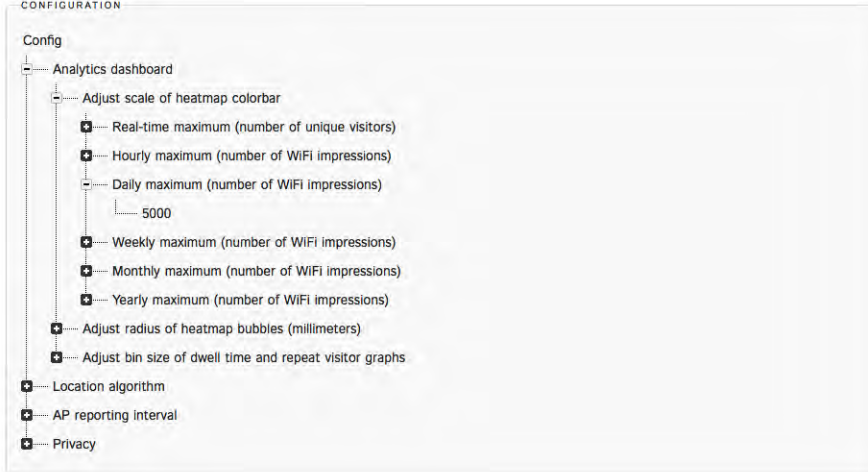 CONFIGURATION
Config
Analytics dashboard
Adjust scale of heatmap colorbar
Real-time maximum (number of unique visitors)
Hourly maximum (number of WiFi impressions)
Daily maximum (number of WiFi impressions)
5000
Weekly maximum (number of WiFi impressions)
Monthly maximum (number of WiFi impressions)
Yearly maximum (number of WiFi impressions)
Adjust radius of heatmap bubbles (millimeters)
Adjust bin size of dwell time and repeat visitor graphs
Location algorithm
AP reporting interval
Privacy